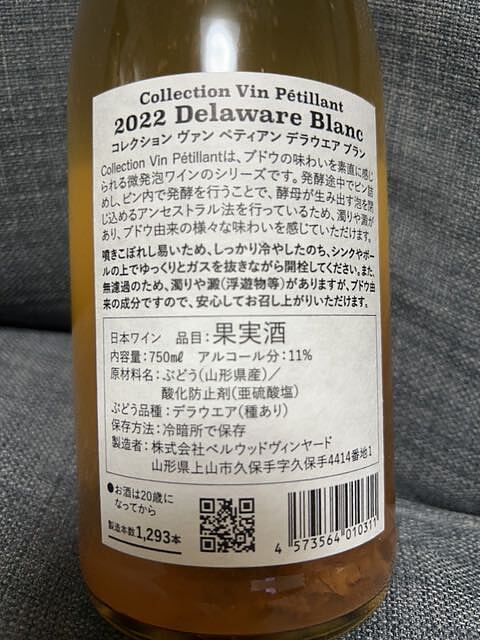 Collection Vin Pétillant
2022 Delaware Blanc
コレクション ヴァン ペティアン デラウエア ブラン
Collection Vin Pétillantは、ブドウの味わいを素直に感じ
られる微発泡ワインのシリーズです。発酵途中でビン詰
めし、ビン内で発酵を行うことで、酵母が生み出す泡を閉
じ込めるアンセストラル法を行っているため、濁りや澱が
あり、ブドウ由来の様々な味わいを感じていただけます。
噴きこぼれし易いため、しっかり冷やしたのち、シンクやボー
ルの上でゆっくりとガスを抜きながら開栓してください。また、
無濾過のため、濁りや澱(浮遊物等)がありますが、ブドウ由
来の成分ですので、安心してお召し上がりいただけます。
日本ワイン 品目:果実酒
内容量:750㎖ アルコール分:11%
原材料名:ぶどう(山形県産)/
酸化防止剤(亜硫酸塩)
ぶどう品種:デラウエア(種あり)
保存方法:冷暗所で保存
製造者:株式会社ベルウッドヴィンヤード
山形県上山市久保手字久保手4414番地1
●お酒は20歳に
なってから
製造本数1,293本
4 573564 010311